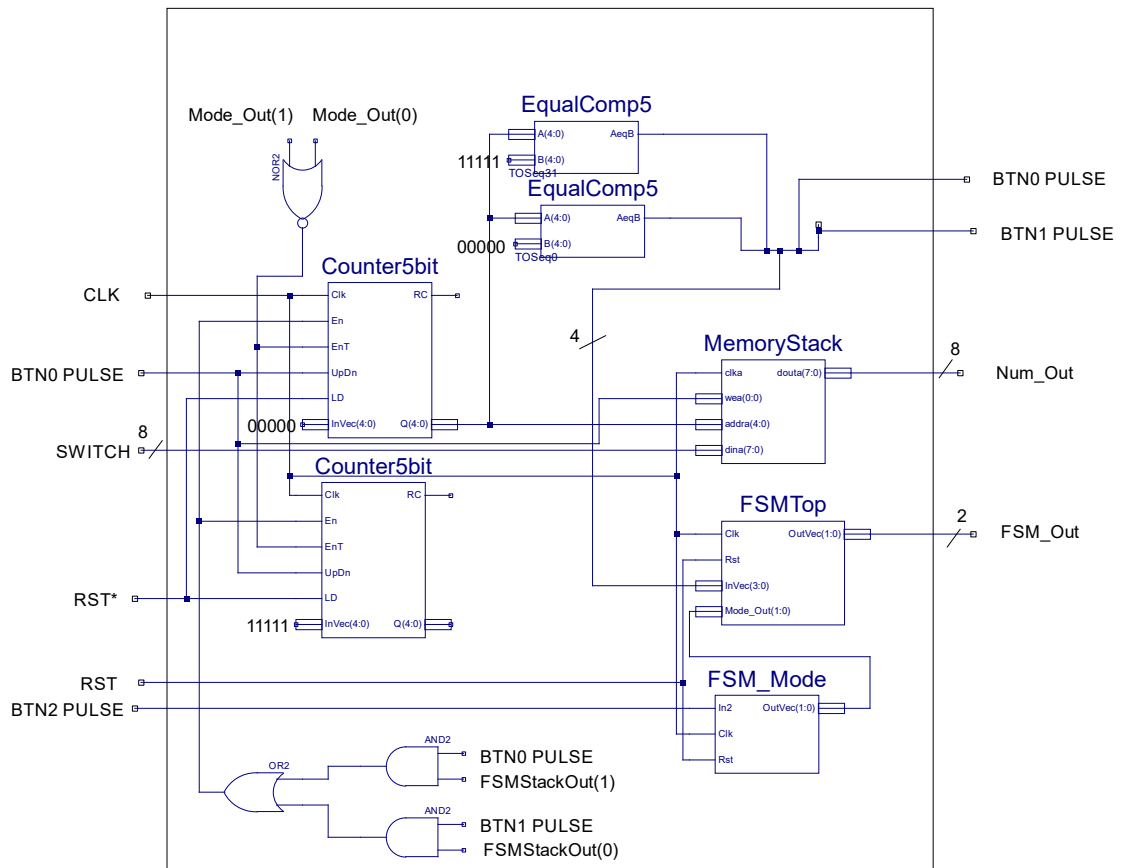 Mode_Out(1) Mode_Out(0)
NOR2
EqualComp5
A(4:0) AeqB
11111 B(4:0)
TOSeq31
EqualComp5
A(4:0) AeqB
00000 B(4:0)
TOSeq0
BTN0 PULSE
BTN1 PULSE
Counter5bit
CLK
Clk RC
En
EnT
BTN0 PULSE
UpDn
LD
00000 InVec(4:0) Q(4:0)
SWITCH
8
4
MemoryStack
clka douta(7:0)
wea(0:0)
addra(4:0)
dina(7:0)
8
Num_Out
Counter5bit
Clk RC
En
EnT
UpDn
RST*
LD
11111 InVec(4:0) Q(4:0)
FSMTop
Clk OutVec(1:0)
Rst
InVec(3:0)
Mode_Out(1:0)
2
FSM_Out
RST
BTN2 PULSE
FSM_Mode
In2 OutVec(1:0)
Clk
Rst
OR2
AND2
BTN0 PULSE
FSMStackOut(1)
AND2
BTN1 PULSE
FSMStackOut(0)